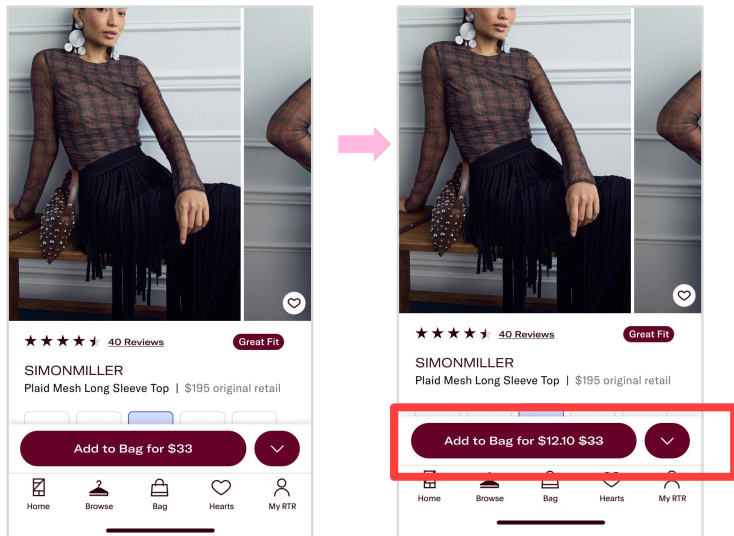 40 Reviews
Great Fit
SIMONMILLER
Plaid Mesh Long Sleeve Top | $195 original retail
Add to Bag for $33
Home
Browse
Bag
Hearts
My RTR
40 Reviews
Great Fit
SIMONMILLER
Plaid Mesh Long Sleeve Top | $195 original retail
Add to Bag for $12.10 $33
Home
Browse
Bag
Hearts
My RTR